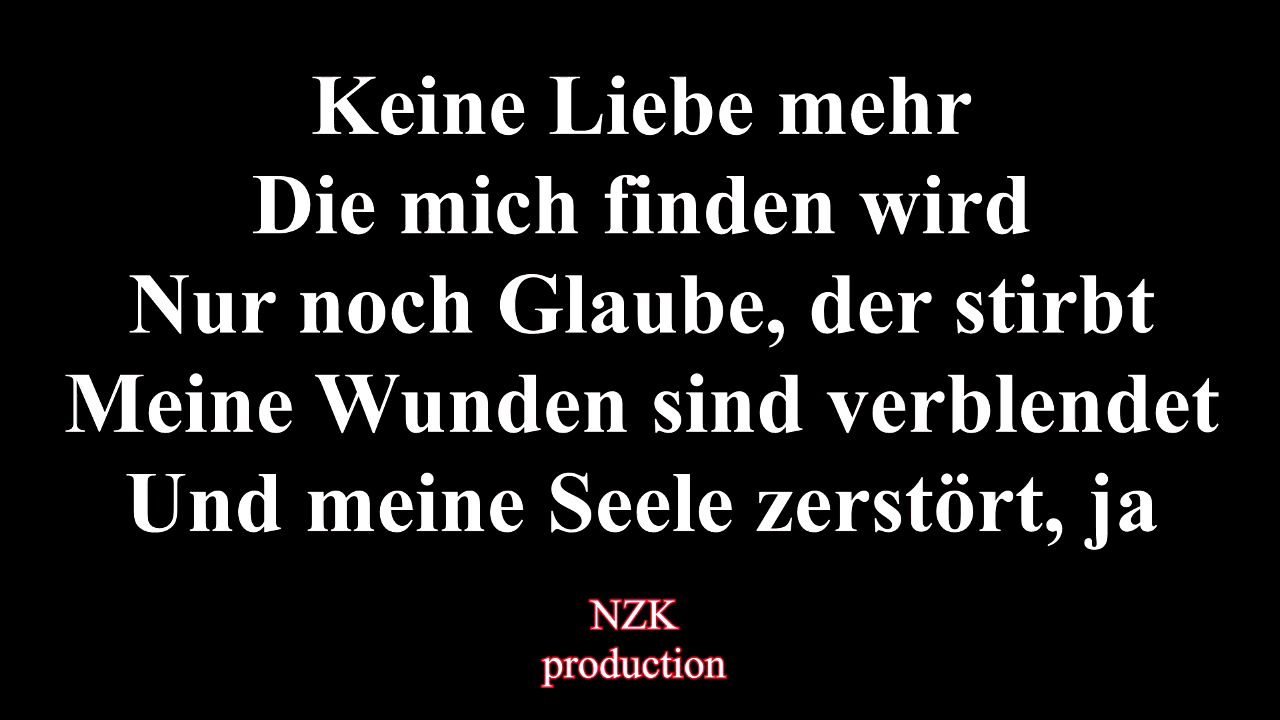 Keine Liebe mehr
Die mich finden wird
Nur noch Glaube, der stirbt
Meine Wunden sind verblendet
Und meine Seele zerstört, ja
NZK
production